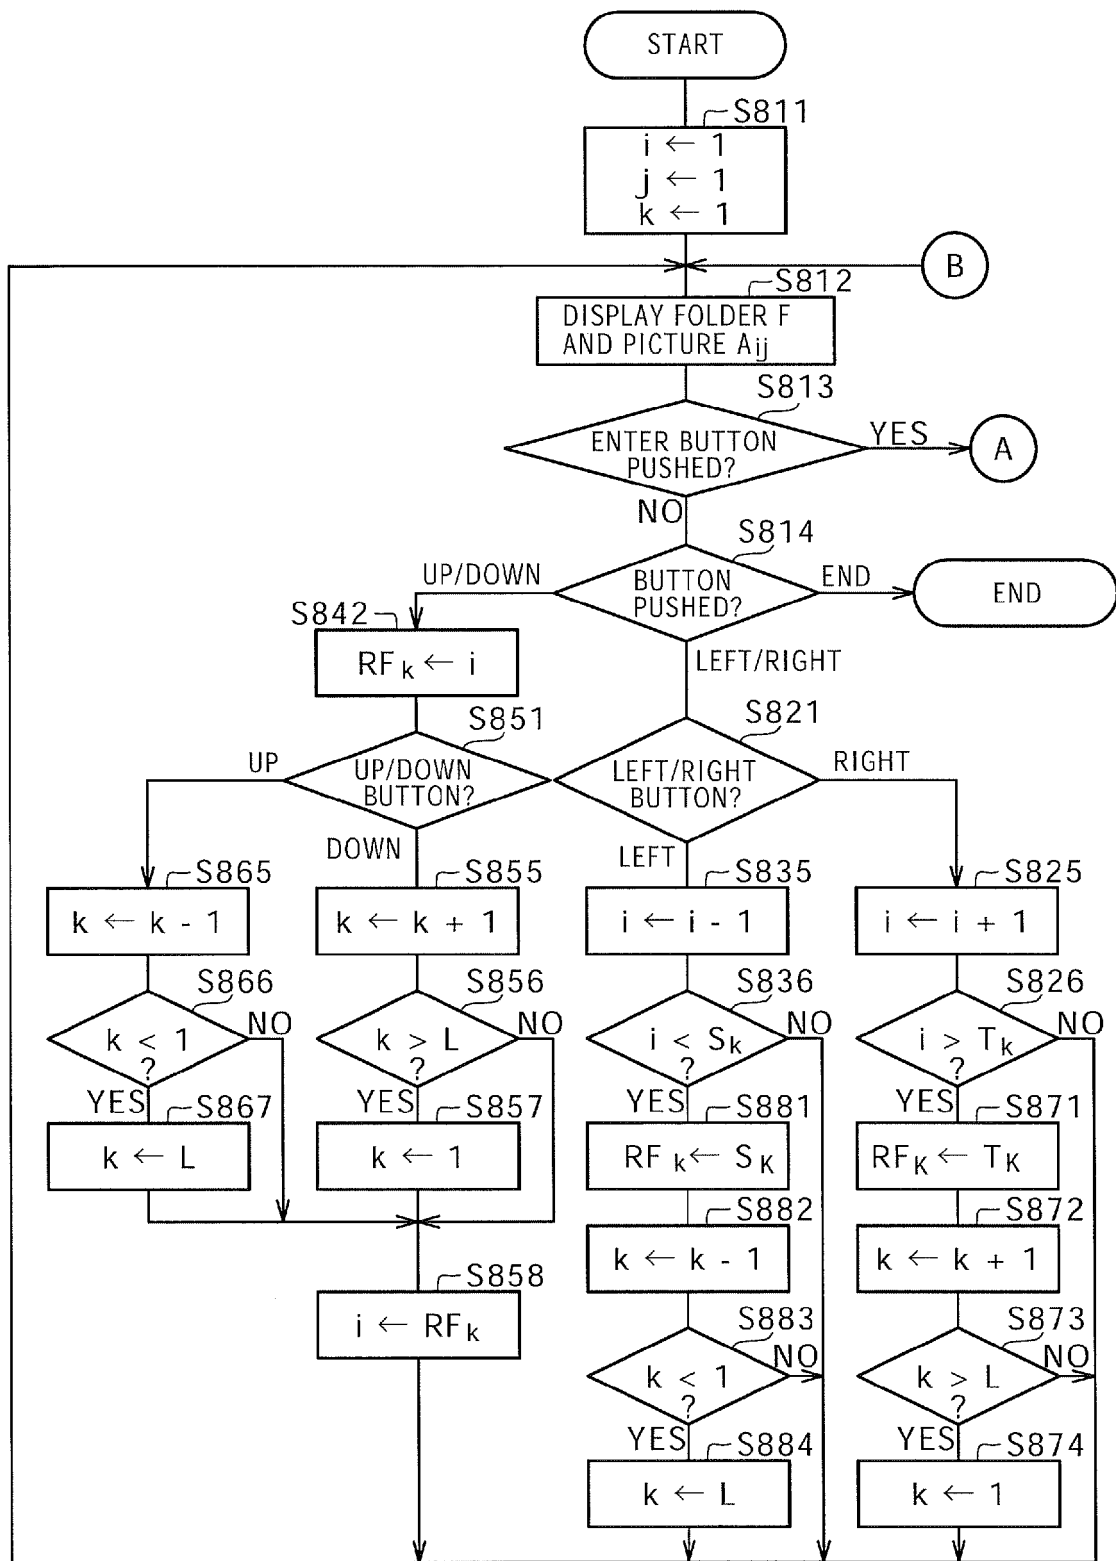 START
S811
i ← 1
j ← 1
k ← 1
B
S812
DISPLAY FOLDER F
AND PICTURE Aij
S813
ENTER BUTTON
PUSHED?
YES
A
NO
S814
UP/DOWN
BUTTON
PUSHED?
END
END
S842
RFk ← i
LEFT/RIGHT
S851
S821
UP
UP/DOWN
BUTTON?
LEFT/RIGHT
BUTTON?
RIGHT
DOWN
LEFT
S865
S855
S835
S825
k ← k - 1
k ← k + 1
i ← i - 1
i ← i + 1
S866
S856
S836
S826
k < 1
?
NO
k > L
?
NO
i < Sk
?
NO
i > Tk
?
NO
YES
S867
YES
S857
YES
S881
YES
S871
k ← L
k ← 1
RFk ← SK
RFK ← TK
S882
S872
k ← k - 1
k ← k + 1
S858
i ← RFk
S883
S873
k < 1
?
NO
k > L
?
NO
YES
S884
YES
S874
k ← L
k ← 1